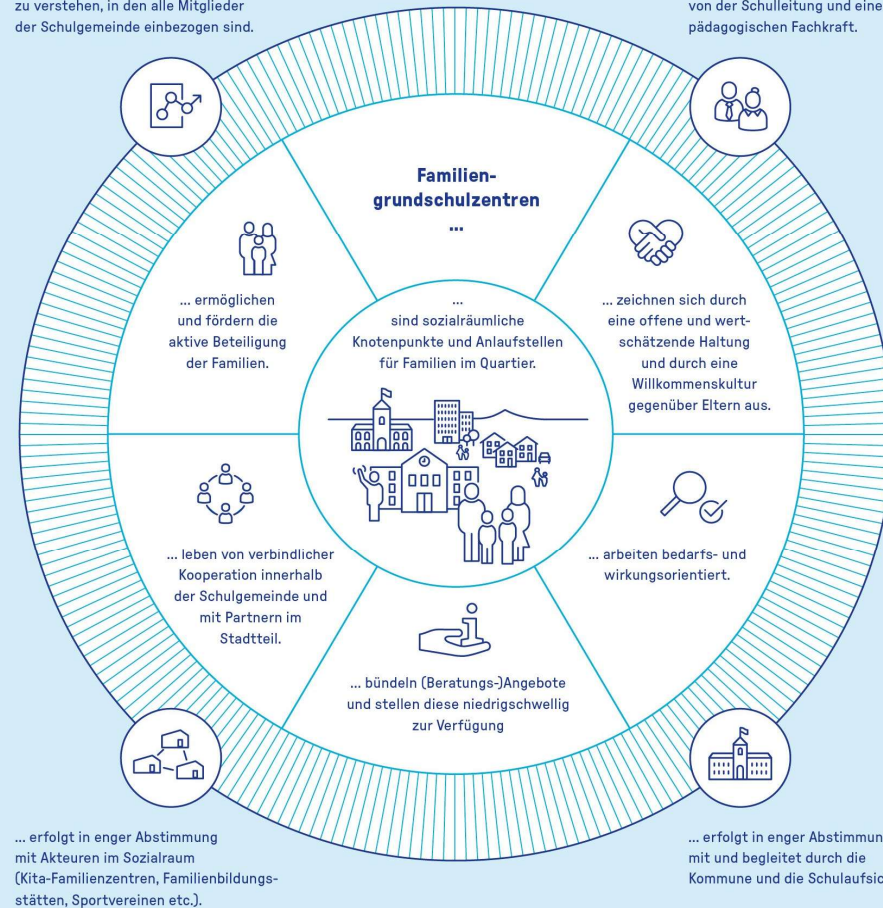 zu verstehen, in den alle Mitglieder
der Schulgemeinde einbezogen sind.
von der Schulleitung und eine
pädagogischen Fachkraft.
Familien-
grundschulzentren
...
... ermöglichen
und fördern die
aktive Beteiligung
der Familien.
...
sind sozialräumliche
Knotenpunkte und Anlaufstellen
für Familien im Quartier.
... zeichnen sich durch
eine offene und wert-
schätzende Haltung
und durch eine
Willkommenskultur
gegenüber Eltern aus.
... leben von verbindlicher
Kooperation innerhalb
der Schulgemeinde und
mit Partnern im
Stadtteil.
... arbeiten bedarfs- und
wirkungsorientiert.
... bündeln (Beratungs-)Angebote
und stellen diese niedrigschwellig
zur Verfügung
... erfolgt in enger Abstimmung
mit Akteuren im Sozialraum
(Kita-Familienzentren, Familienbildungs-
stätten, Sportvereinen etc.).
... erfolgt in enger Abstimmun
mit und begleitet durch die
Kommune und die Schulaufsic